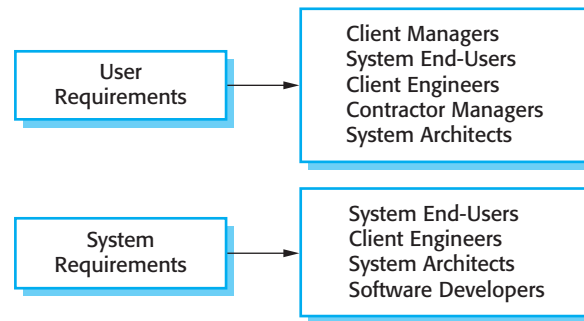 User
Requirements
Client Managers
System End-Users
Client Engineers
Contractor Managers
System Architects
System
Requirements
System End-Users
Client Engineers
System Architects
Software Developers